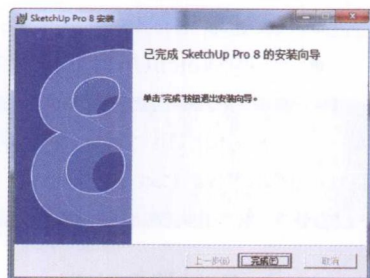 SketchUp Pro 8 安装
8
已完成 SketchUp Pro 8 的安装向导
单击“完成”按钮退出安装向导。
上一步(B)
完成(F)
取消